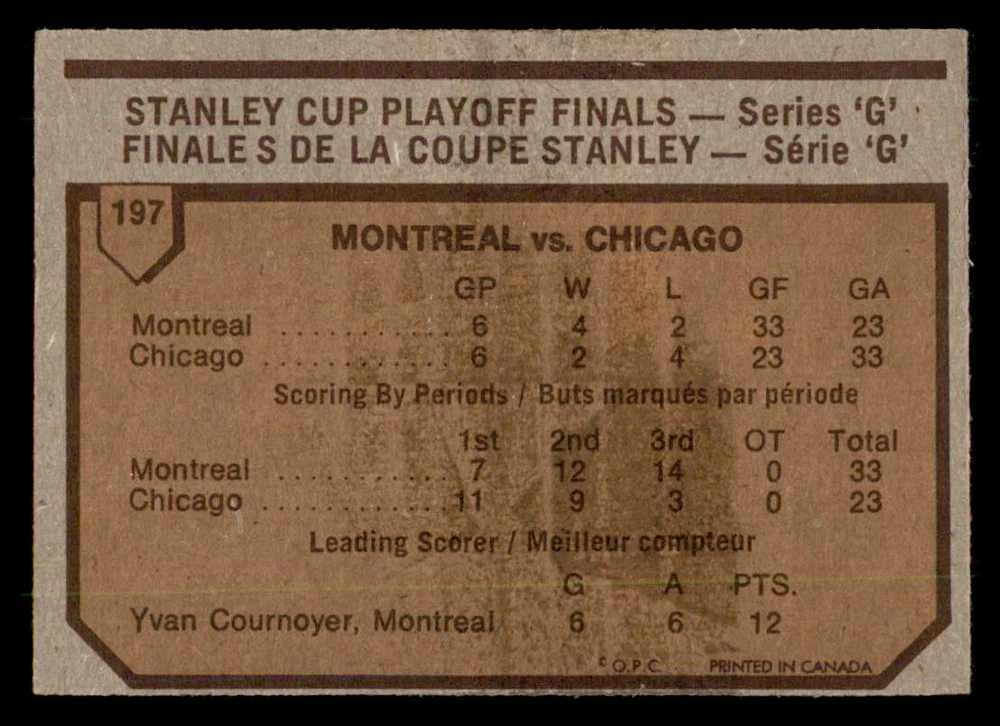 STANLEY CUP PLAYOFF FINALS — Series 'G'
FINALES DE LA COUPE STANLEY — Série 'G'
197
MONTREAL vs. CHICAGO
GP W L GF GA
Montreal ............ 6 4 2 33 23
Chicago ............. 6 2 4 23 33
Scoring By Periods / Buts marqués par période
1st 2nd 3rd OT Total
Montreal ............ 7 12 14 0 33
Chicago ............. 11 9 3 0 23
Leading Scorer / Meilleur compteur
G A PTS.
Yvan Cournoyer, Montreal 6 6 12
© O.P.C. PRINTED IN CANADA